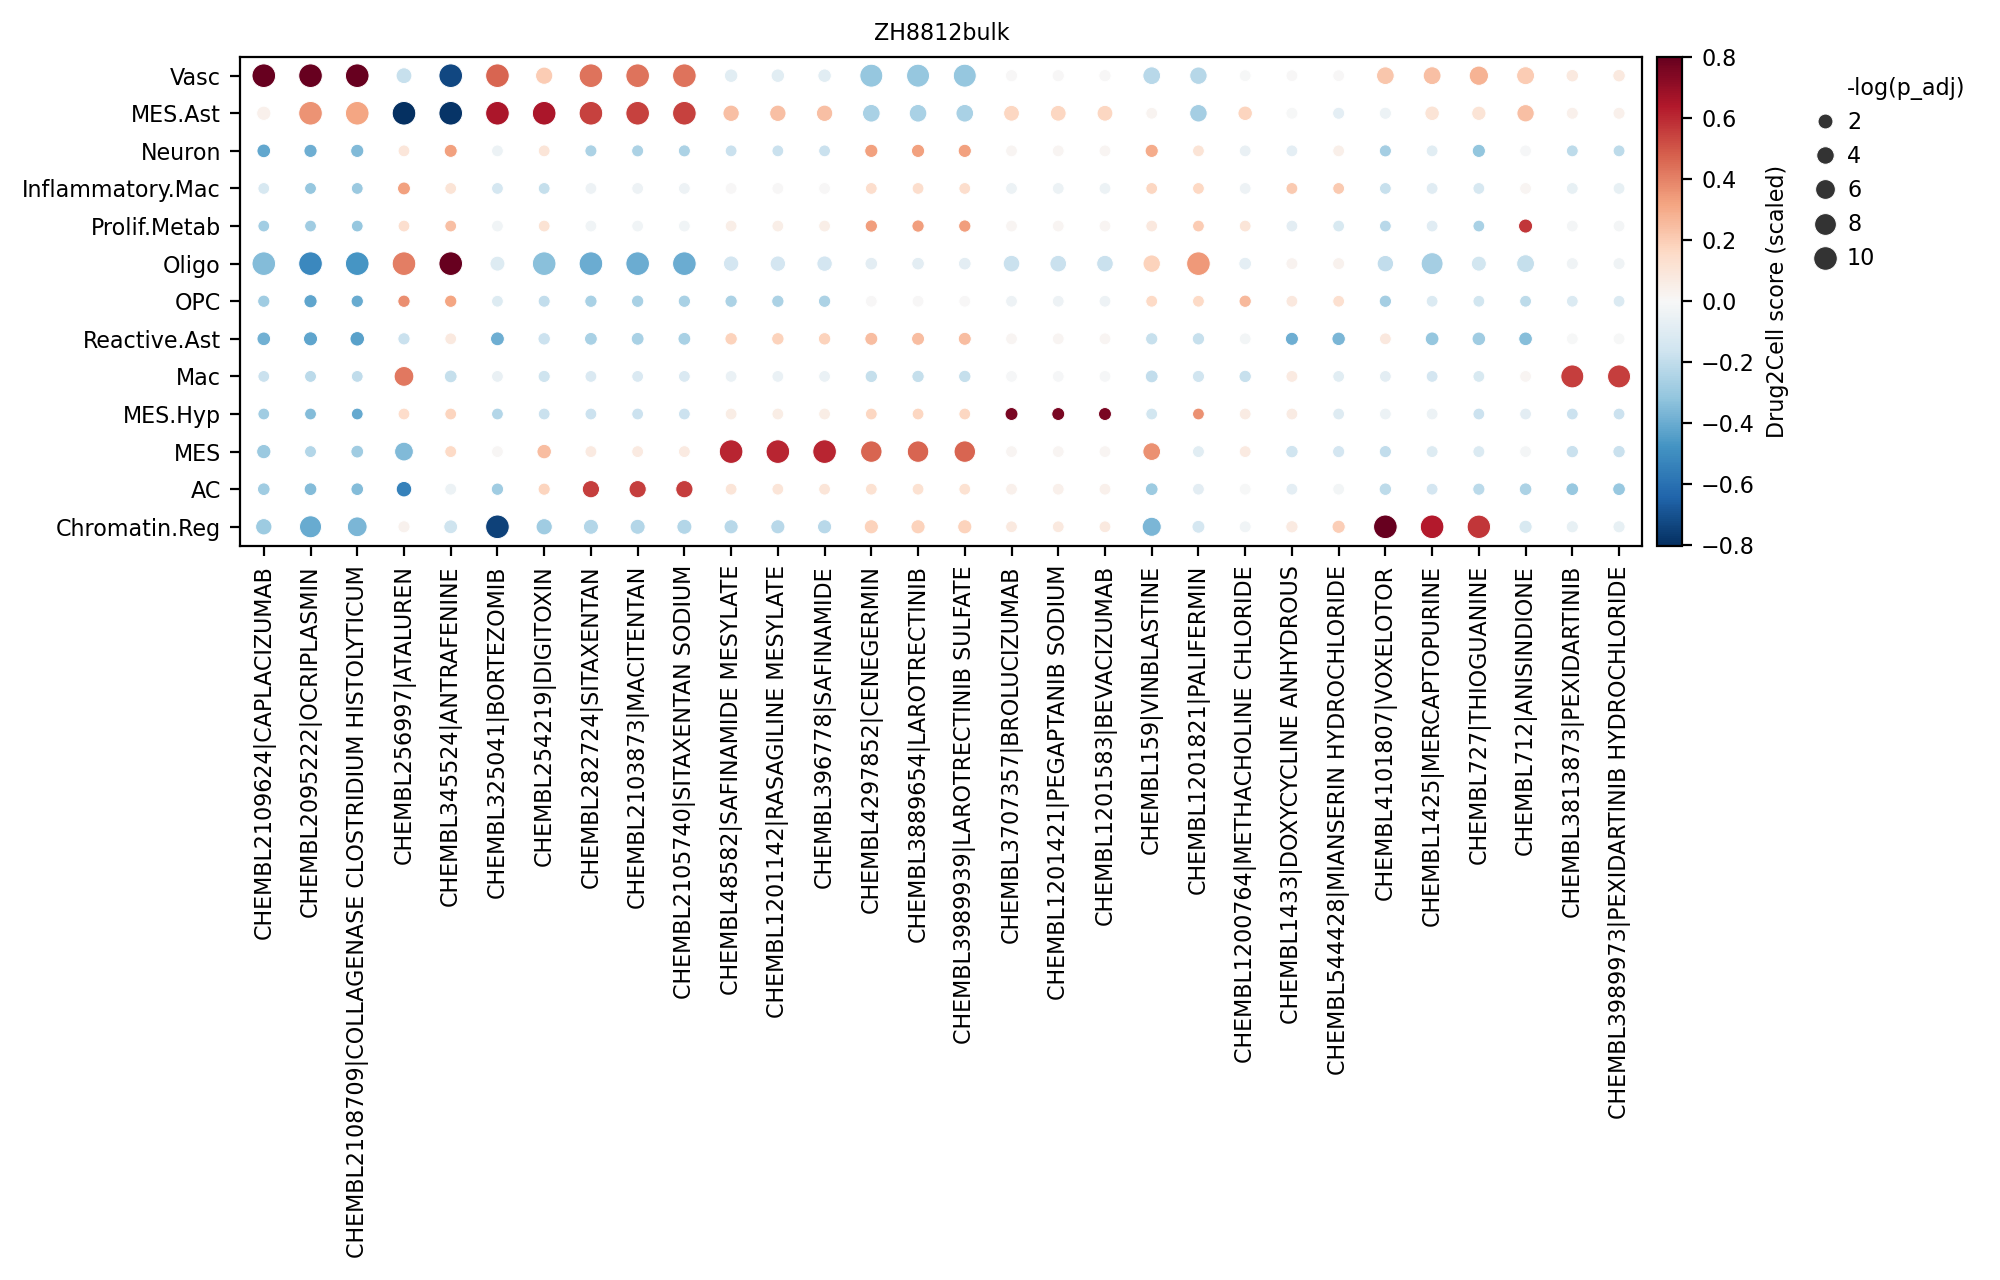 ZH8812bulk
Vasc
MES.Ast
Neuron
Inflammatory.Mac
Prolif.Metab
Oligo
OPC
Reactive.Ast
Mac
MES.Hyp
MES
AC
Chromatin.Reg
CHEMBL2109624|CAPLACIZUMAB
CHEMBL2095222|OCRIPLASMIN
CHEMBL2108709|COLLAGENASE CLOSTRIDIUM HISTOLYTICUM
CHEMBL256997|ATALUREN
CHEMBL345524|ANTRAFENINE
CHEMBL325041|BORTEZOMIB
CHEMBL254219|DIGITOXIN
CHEMBL282724|SITAXENTAN
CHEMBL2103873|MACITENTAN
CHEMBL2105740|SITAXENTAN SODIUM
CHEMBL48582|SAFINAMIDE MESYLATE
CHEMBL1201142|RASAGILINE MESYLATE
CHEMBL396778|SAFINAMIDE
CHEMBL4297852|CENEGERMIN
CHEMBL3889654|LAROTRECTINIB
CHEMBL3989939|LAROTRECTINIB SULFATE
CHEMBL3707357|BROLUCIZUMAB
CHEMBL1201421|PEGAPTANIB SODIUM
CHEMBL1201583|BEVACIZUMAB
CHEMBL159|VINBLASTINE
CHEMBL1201821|PALIFERMIN
CHEMBL1200764|METHACHOLINE CHLORIDE
CHEMBL1433|DOXYCYCLINE ANHYDROUS
CHEMBL544428|MIANSERIN HYDROCHLORIDE
CHEMBL4101807|VOXELOTOR
CHEMBL1425|MERCAPTOPURINE
CHEMBL727|THIOGUANINE
CHEMBL712|ANISINDIONE
CHEMBL3813873|PEXIDARTINIB
CHEMBL3989973|PEXIDARTINIB HYDROCHLORIDE
0.8
0.6
0.4
0.2
0.0
−0.2
−0.4
−0.6
−0.8
Drug2Cell score (scaled)
-log(p_adj)
2
4
6
8
10